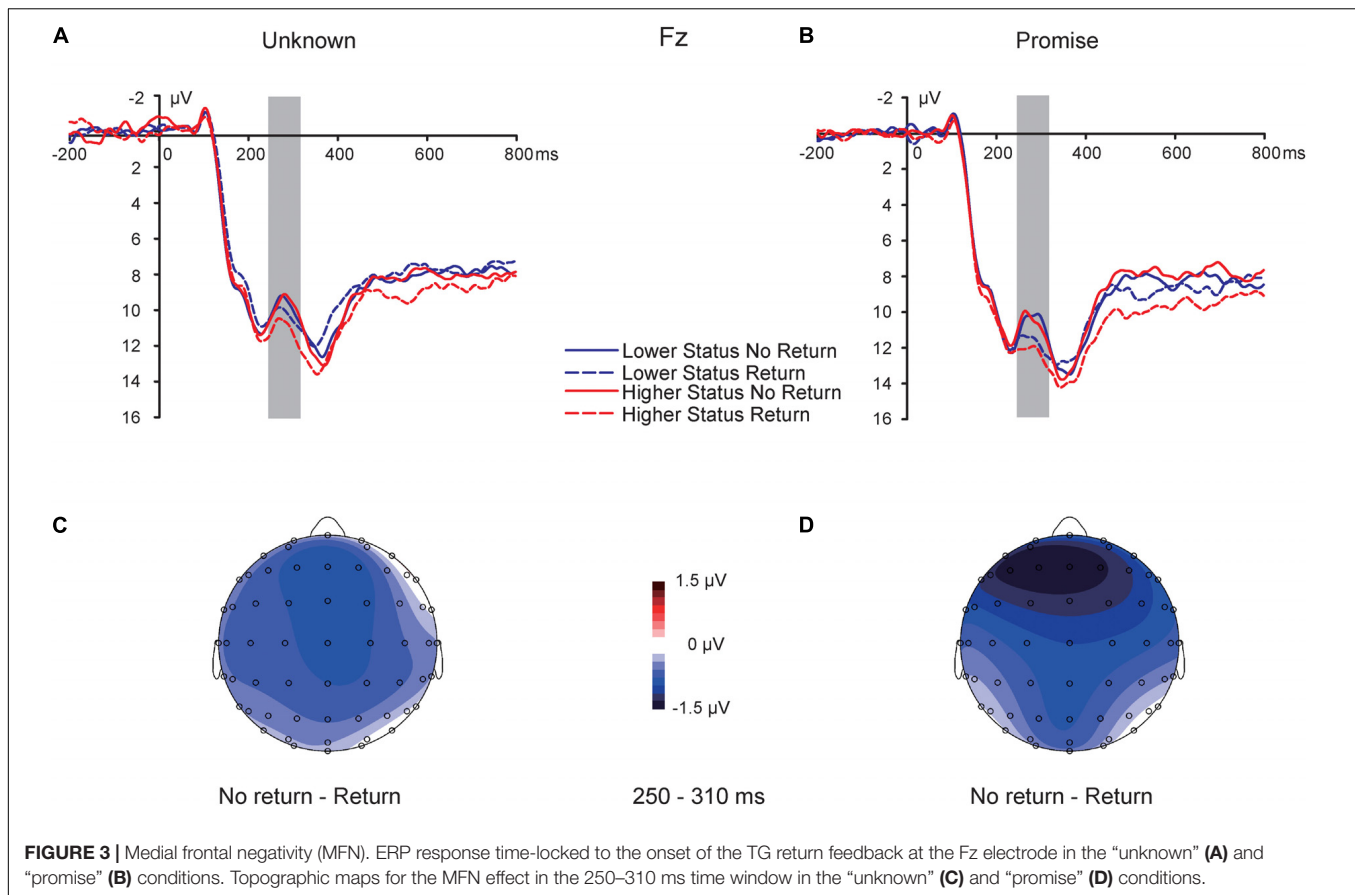 A
Unknown
Fz
B
Promise
-2
µV
-200
0
200
400
600
800ms
2
4
6
8
10
12
14
16
-2
µV
-200
0
200
400
600
800ms
2
4
6
8
10
12
14
16
Lower Status No Return
Lower Status Return
Higher Status No Return
Higher Status Return
C
D
1.5 µV
0 µV
-1.5 µV
No return - Return
250 - 310 ms
No return - Return
FIGURE 3 | Medial frontal negativity (MFN). ERP response time-locked to the onset of the TG return feedback at the Fz electrode in the “unknown” (A) and
“promise” (B) conditions. Topographic maps for the MFN effect in the 250–310 ms time window in the “unknown” (C) and “promise” (D) conditions.